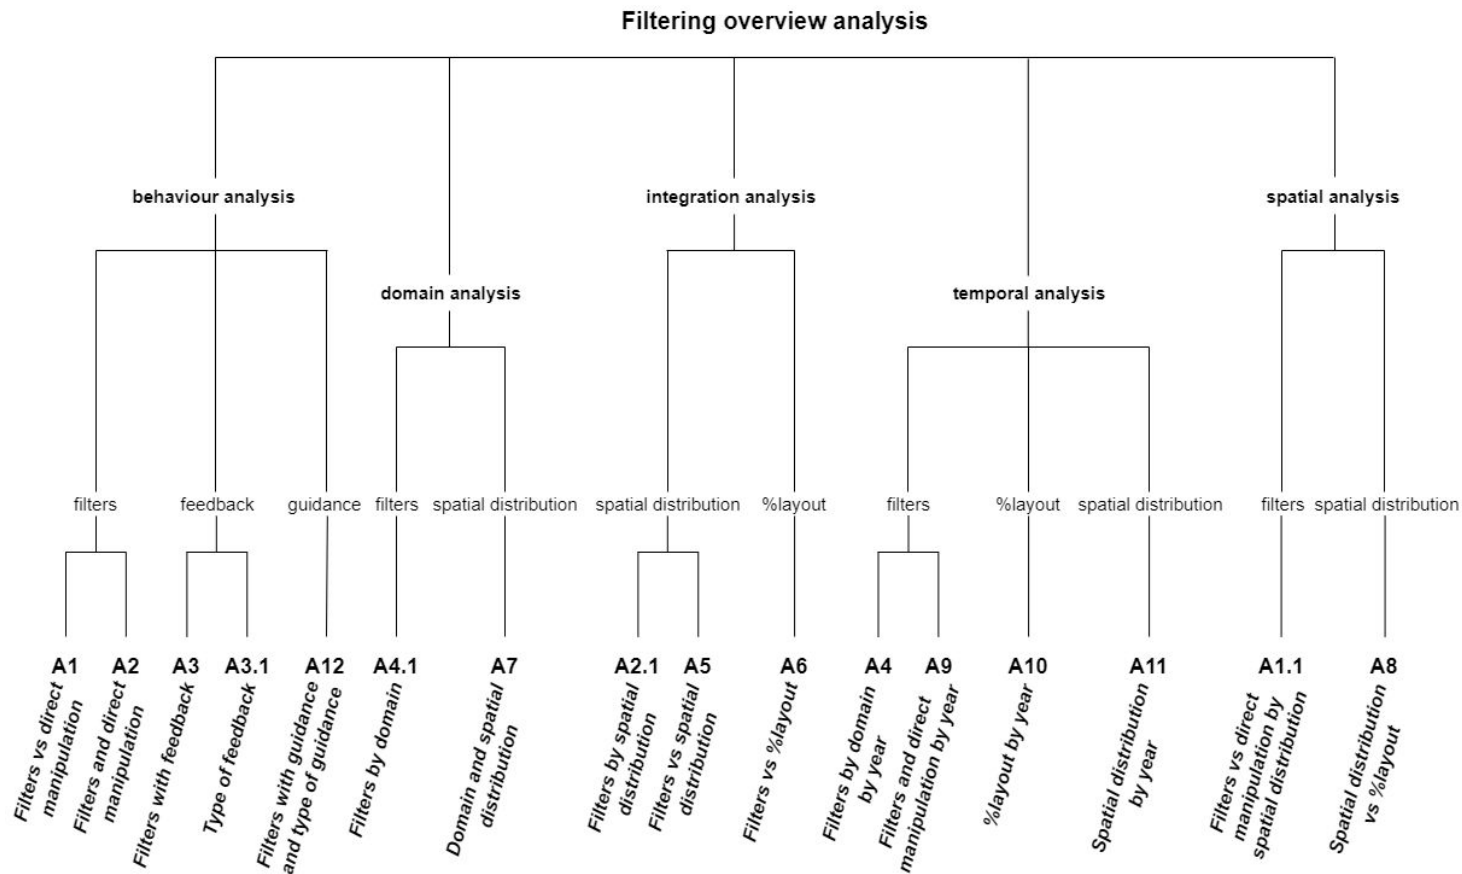 Filtering overview analysis
behaviour analysis
integration analysis
spatial analysis
domain analysis
temporal analysis
filters
feedback
guidance
filters
spatial distribution
spatial distribution
%layout
filters
%layout
spatial distribution
filters
spatial distribution
A1
Filters vs direct
manipulation
A2
Filters and direct
manipulation
A3
Filters with feedback
A3.1
Type of feedback
A12
Filters with guidance
and type of guidance
A4.1
Filters by domain
A7
Domain and spatial
distribution
A2.1
Filters by spatial
distribution
A5
Filters vs spatial
distribution
A6
Filters vs %layout
A4
Filters by domain
by year
A9
Filters and direct
manipulation by year
A10
%layout by year
A11
Spatial distribution
by year
A1.1
Filters vs direct
manipulation by
spatial distribution
A8
Spatial distribution
vs %layout